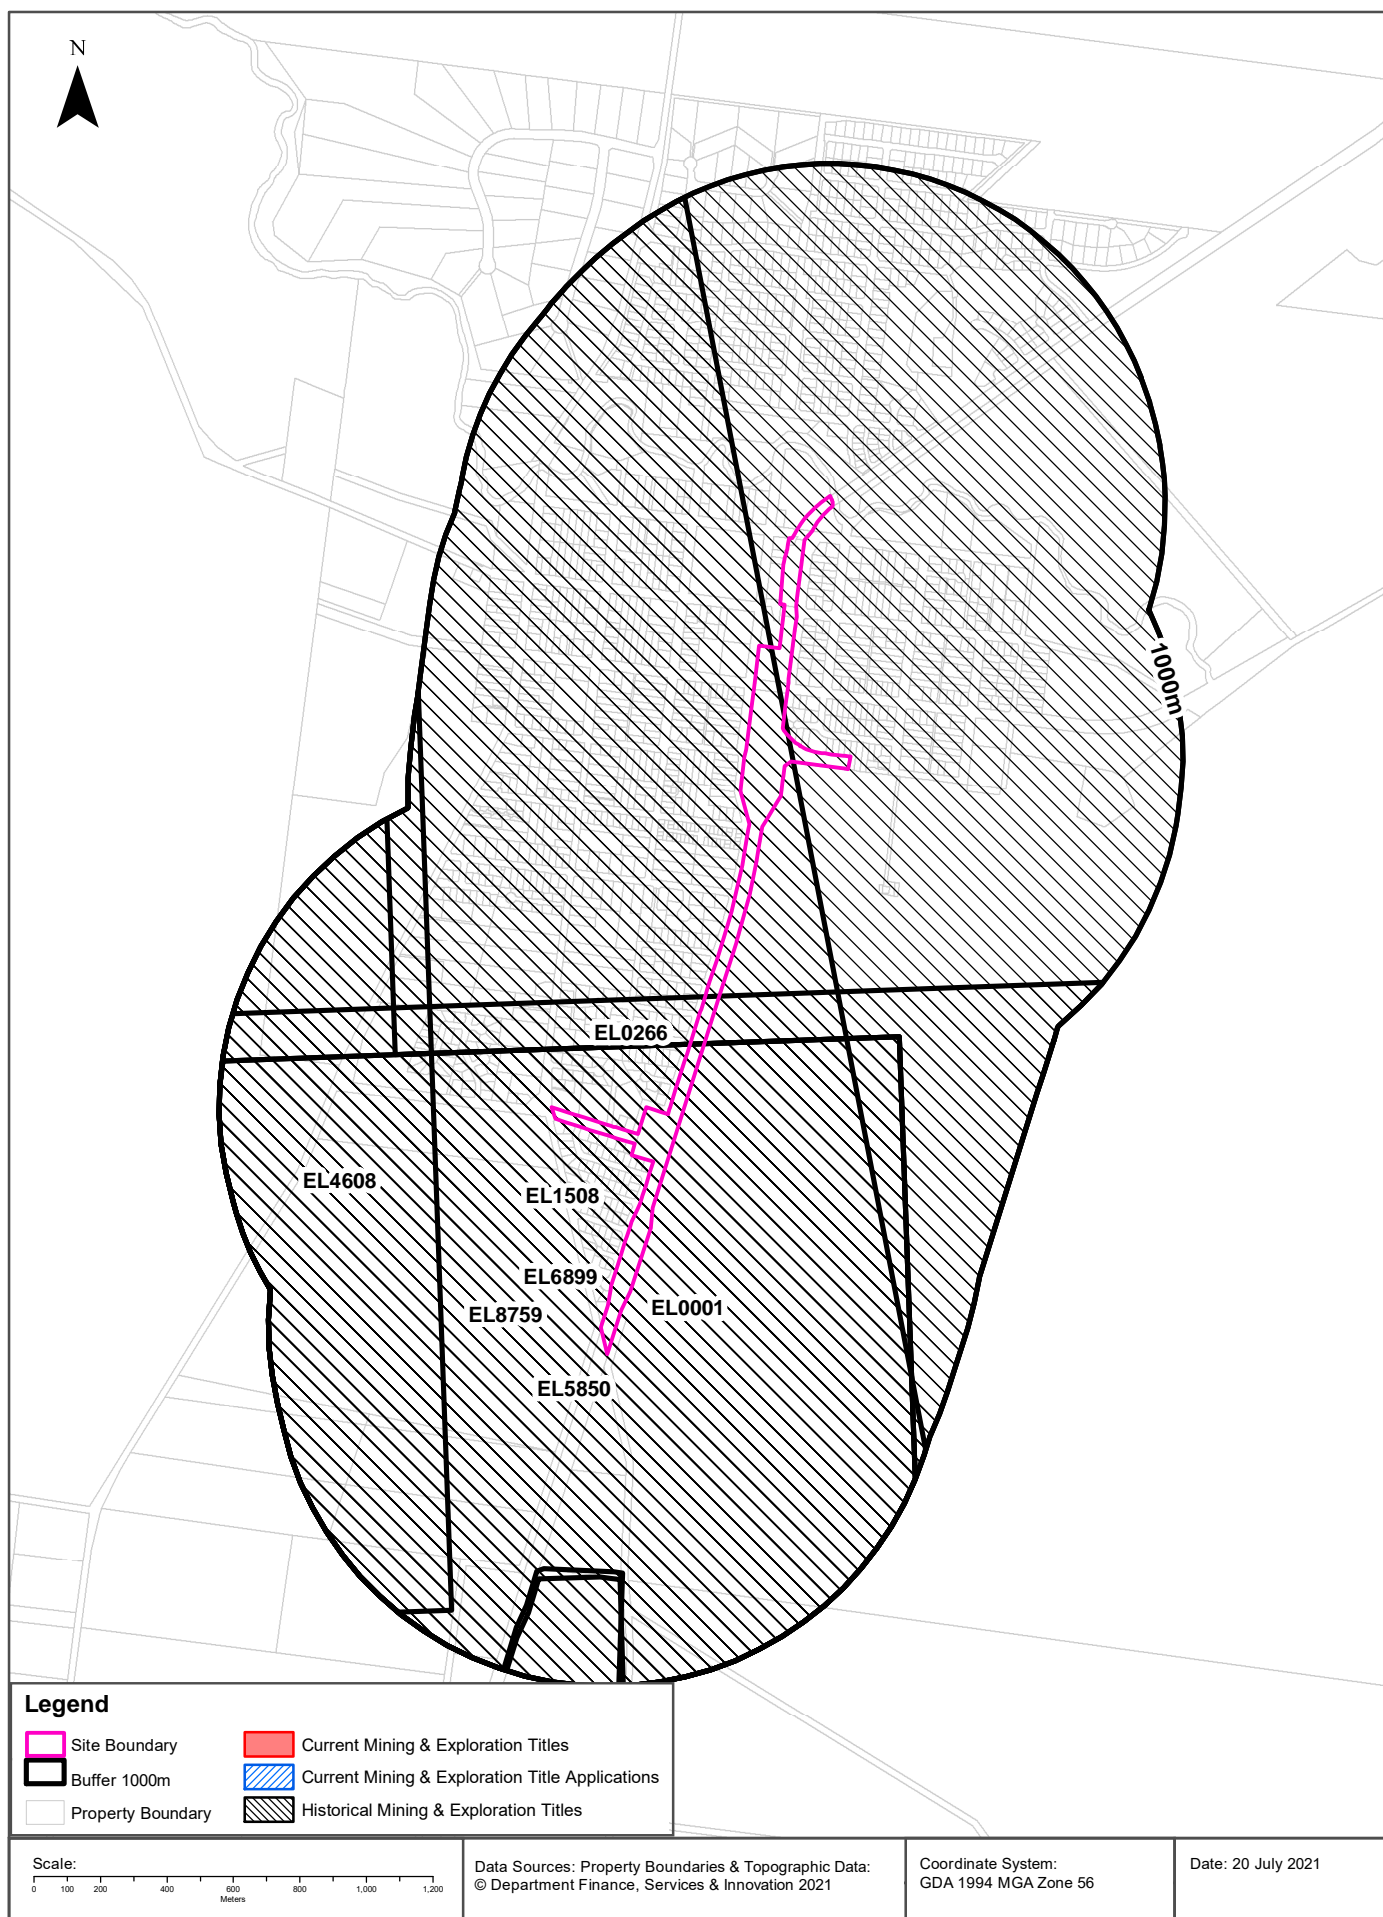 N
1000m
EL0266
EL4608
EL1508
EL6899
EL8759
EL0001
EL5850
Legend
Site Boundary
Buffer 1000m
Property Boundary
Current Mining & Exploration Titles
Current Mining & Exploration Title Applications
Historical Mining & Exploration Titles
Scale:
0 100 200 400 600 800 1,000 1,200
Meters
Data Sources: Property Boundaries & Topographic Data:
© Department Finance, Services & Innovation 2021
Coordinate System:
GDA 1994 MGA Zone 56
Date: 20 July 2021